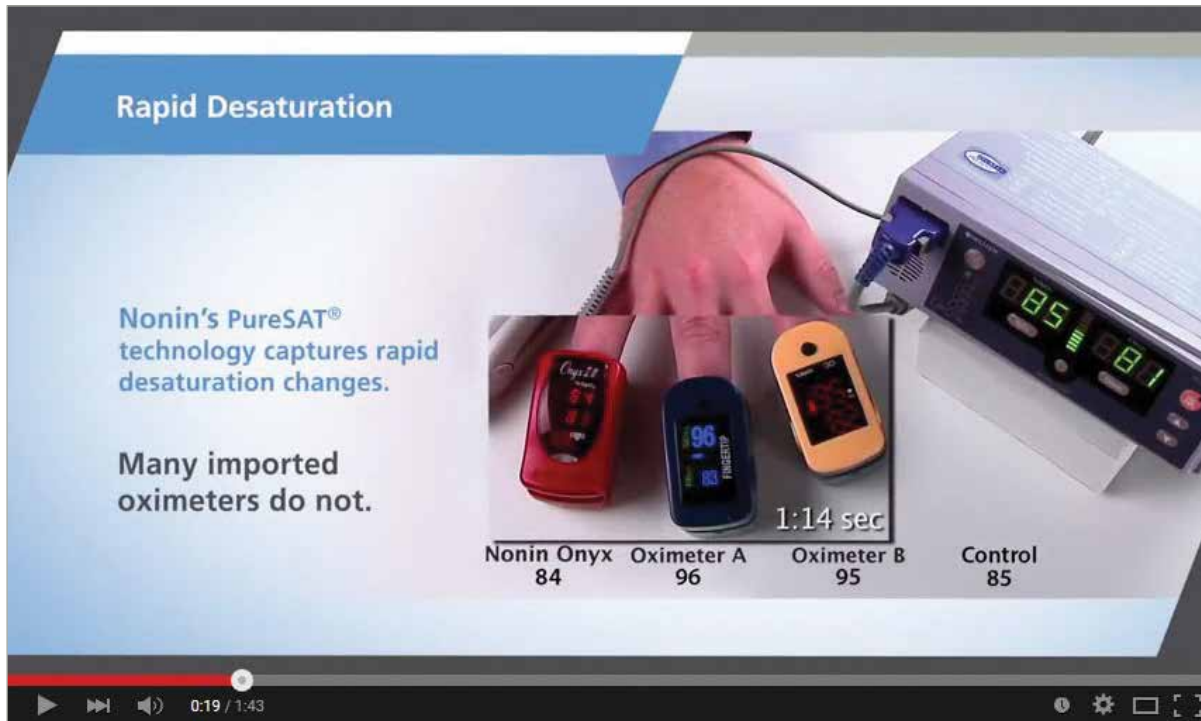 Rapid Desaturation
Nonin's PureSAT®
technology captures rapid
desaturation changes.
Many imported
oximeters do not.
85
81
96
83
FINGERTIP
1:14 sec
Nonin Onyx Oximeter A Oximeter B Control
84 96 95 85
0:19 / 1:43